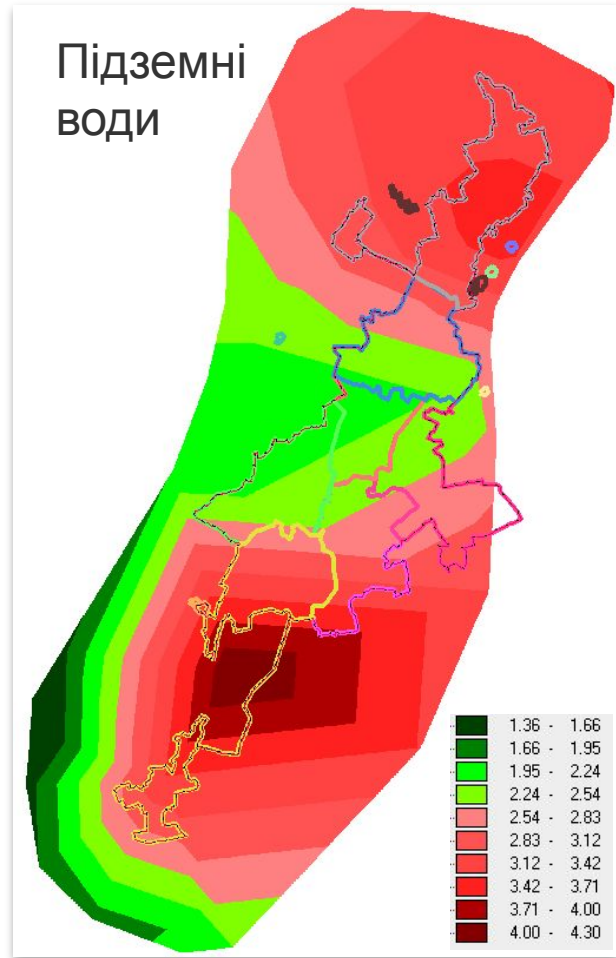 Підземні
води
1.36 - 1.66
1.66 - 1.95
1.95 - 2.24
2.24 - 2.54
2.54 - 2.83
2.83 - 3.12
3.12 - 3.42
3.42 - 3.71
3.71 - 4.00
4.00 - 4.30